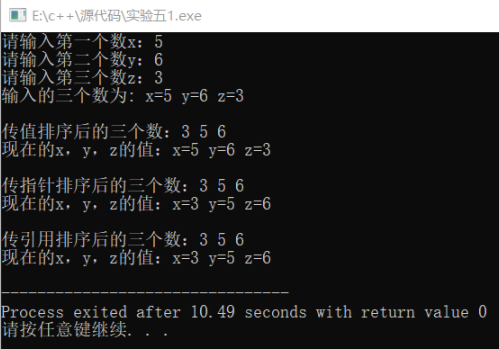 E:\c++\源代码\实验五1.exe
请输入第一个数x：5
请输入第二个数y：6
请输入第三个数z：3
输入的三个数为: x=5 y=6 z=3
传值排序后的三个数：3 5 6
现在的x，y，z的值：x=5 y=6 z=3
传指针排序后的三个数：3 5 6
现在的x，y，z的值：x=3 y=5 z=6
传引用排序后的三个数：3 5 6
现在的x，y，z的值：x=3 y=5 z=6
--------------------------------
Process exited after 10.49 seconds with return value 0
请按任意键继续. . .